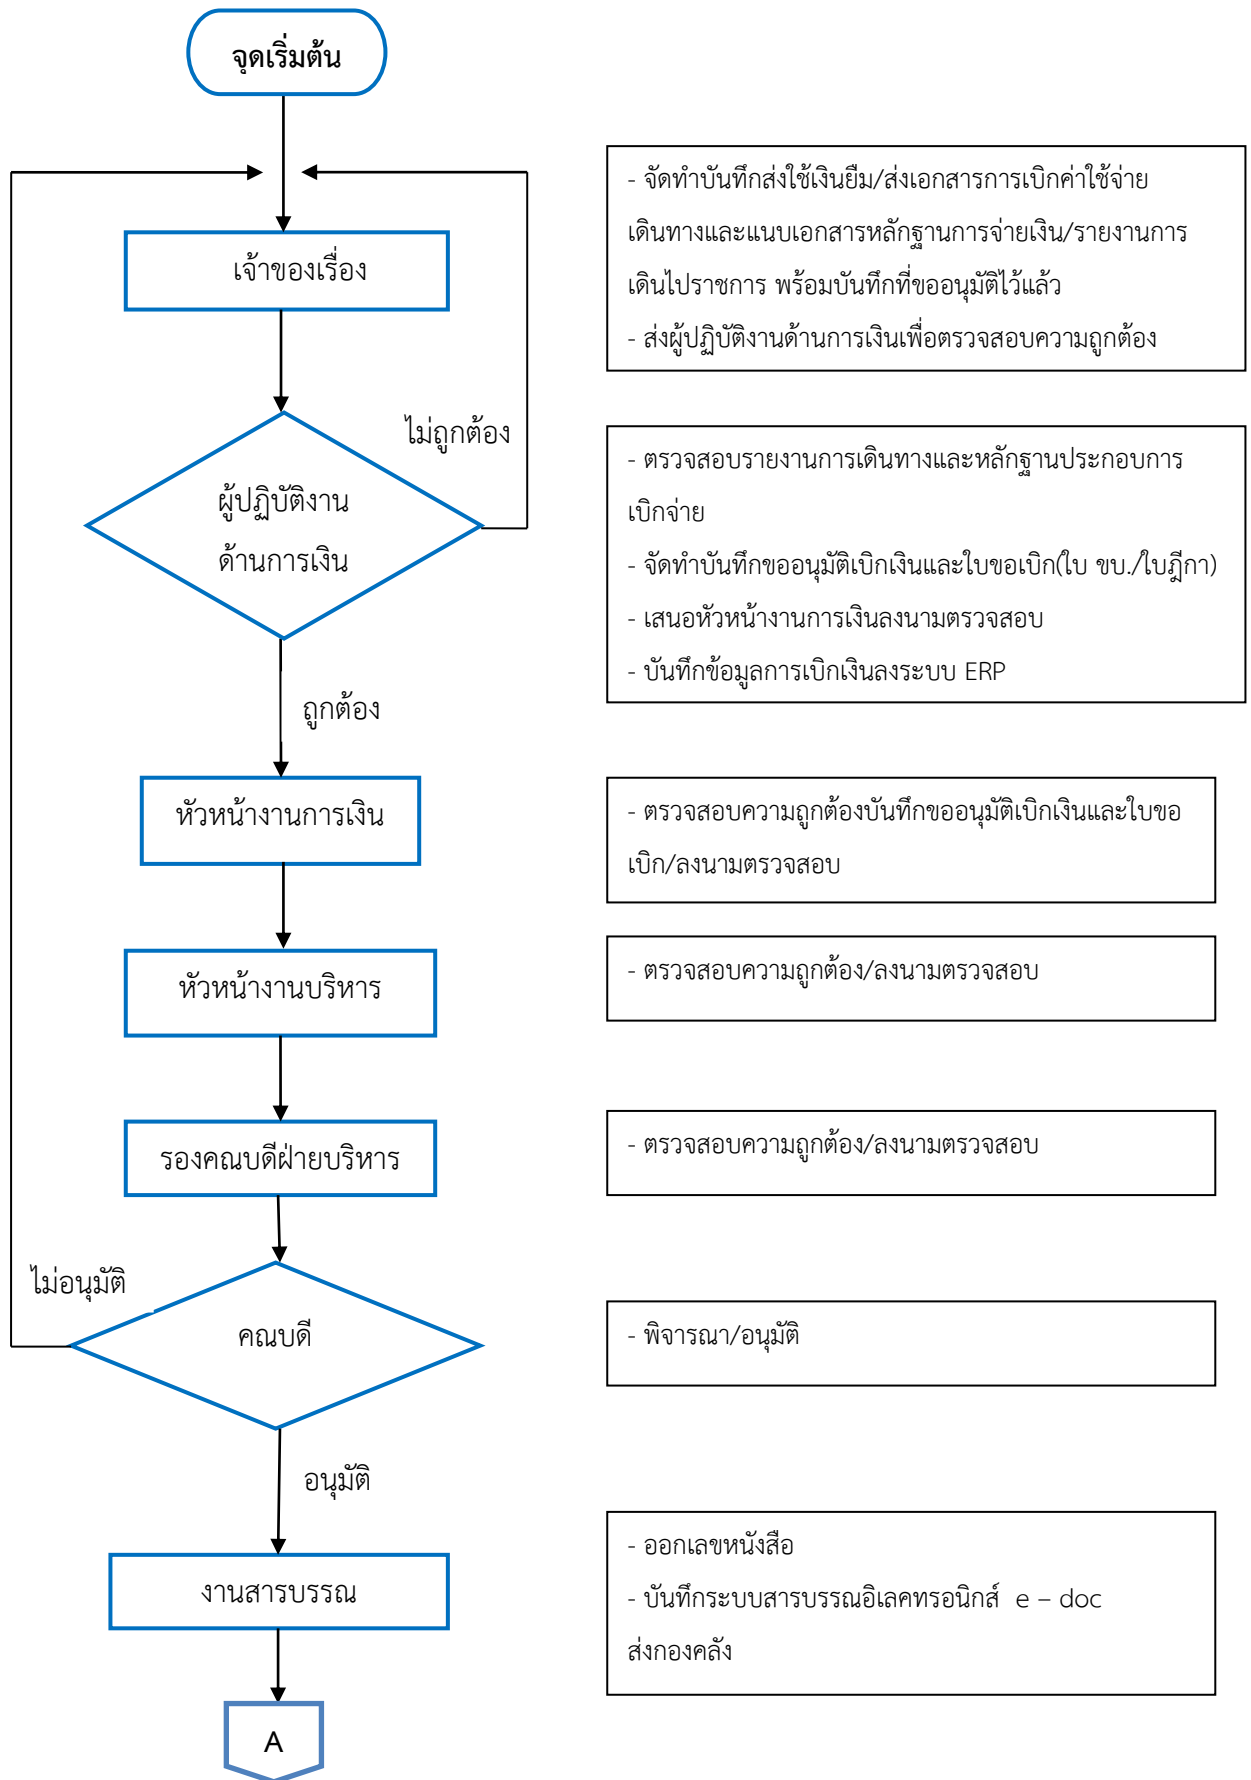 จุดเริ่มต้น
เจ้าของเรื่อง
- จัดทำบันทึกส่งใช้เงินยืม/ส่งเอกสารการเบิกค่าใช้จ่าย
เดินทางและแนบเอกสารหลักฐานการจ่ายเงิน/รายงานการ
เดินไปราชการ พร้อมบันทึกที่ขออนุมัติไว้แล้ว
- ส่งผู้ปฏิบัติงานด้านการเงินเพื่อตรวจสอบความถูกต้อง
ไม่ถูกต้อง
ผู้ปฏิบัติงาน
ด้านการเงิน
- ตรวจสอบรายงานการเดินทางและหลักฐานประกอบการ
เบิกจ่าย
- จัดทำบันทึกขออนุมัติเบิกเงินและใบขอเบิก(ใบ ขบ./ใบฎีกา)
- เสนอหัวหน้างานการเงินลงนามตรวจสอบ
- บันทึกข้อมูลการเบิกเงินลงระบบ ERP
ถูกต้อง
หัวหน้างานการเงิน
- ตรวจสอบความถูกต้องบันทึกขออนุมัติเบิกเงินและใบขอ
เบิก/ลงนามตรวจสอบ
หัวหน้างานบริหาร
- ตรวจสอบความถูกต้อง/ลงนามตรวจสอบ
รองคณบดีฝ่ายบริหาร
- ตรวจสอบความถูกต้อง/ลงนามตรวจสอบ
ไม่อนุมัติ
คณบดี
- พิจารณา/อนุมัติ
อนุมัติ
งานสารบรรณ
- ออกเลขหนังสือ
- บันทึกระบบสารบรรณอิเลคทรอนิกส์ e – doc
ส่งกองคลัง
A